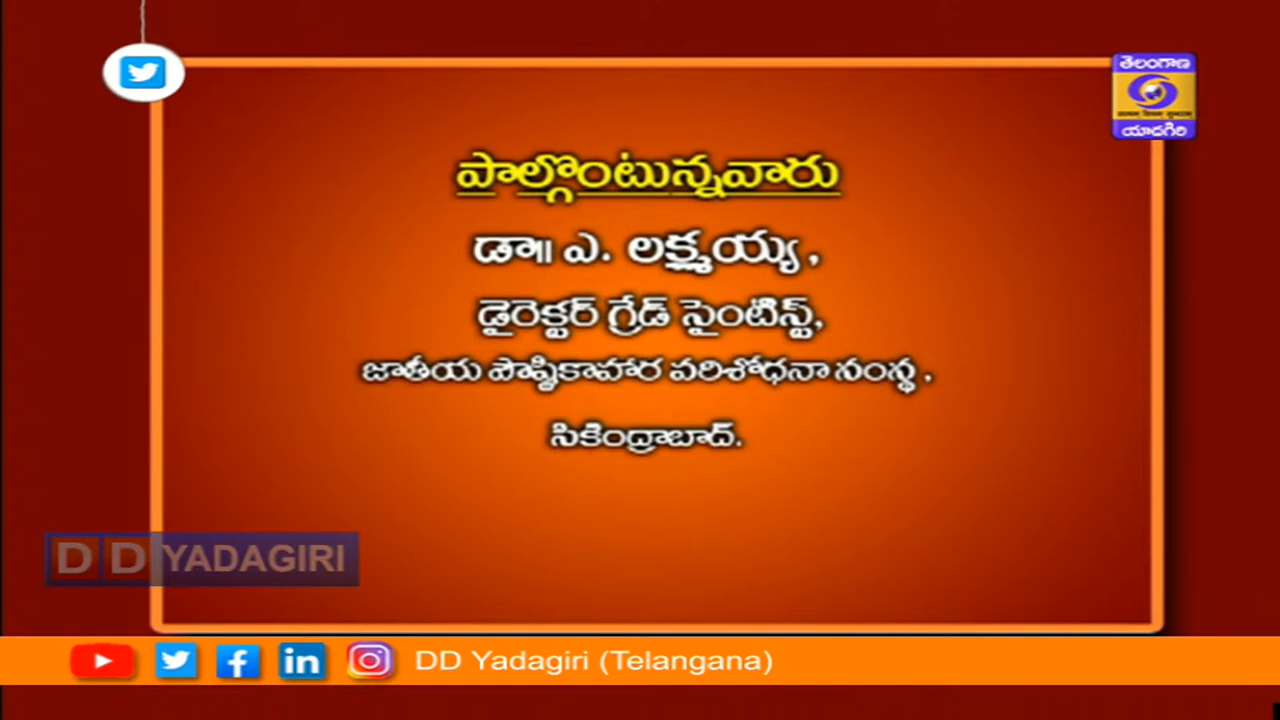 తెలంగాణ
యాదగిరి
పాల్గొంటున్నవారు
డా॥ ఎ. లక్ష్మయ్య,
డైరెక్టర్ గ్రేడ్ సైంటిస్ట్,
జాతీయ పౌష్ఠికాహార పరిశోధనా సంస్థ,
సికింద్రాబాద్.
DD YADAGIRI
DD Yadagiri (Telangana)